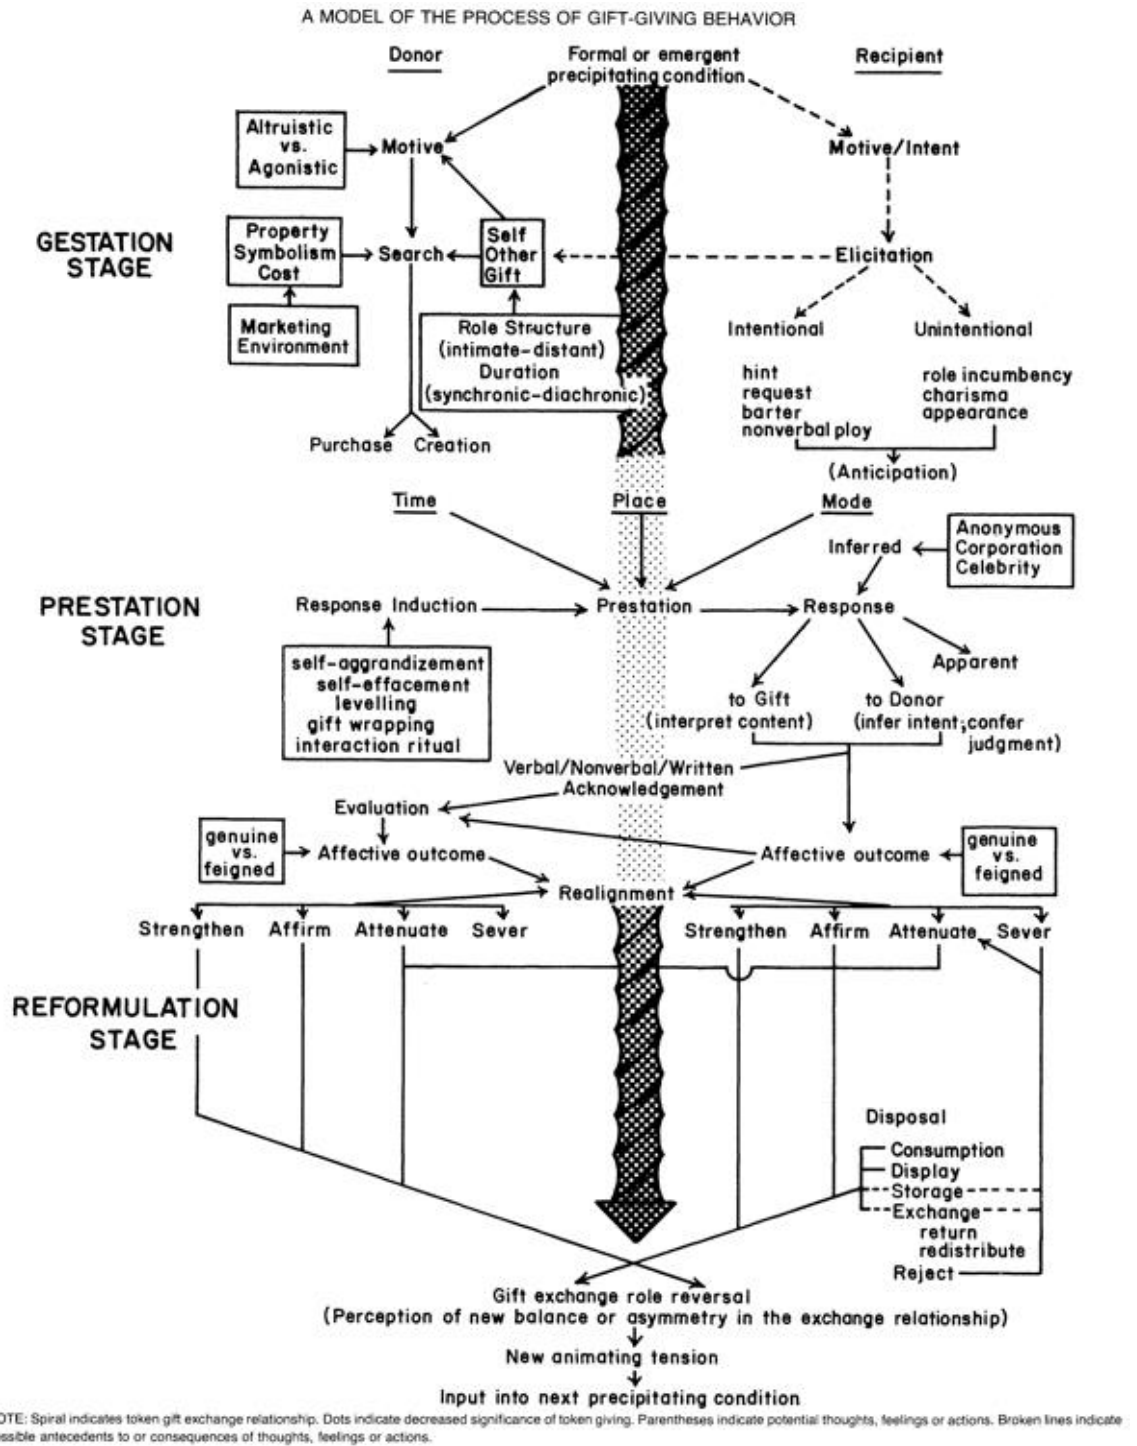 A MODEL OF THE PROCESS OF GIFT-GIVING BEHAVIOR
Donor
Formal or emergent
precipitating condition
Recipient
Altruistic
vs.
Agonistic
Motive
Motive/Intent
GESTATION
STAGE
Property
Symbolism
Cost
Search
Self
Other
Gift
Elicitation
Marketing
Environment
Role Structure
(intimate-distant)
Duration
(synchronic-diachronic)
Intentional
Unintentional
hint
request
barter
nonverbal ploy
role incumbency
charisma
appearance
Purchase
Creation
(Anticipation)
Time
Place
Mode
Inferred
Anonymous
Corporation
Celebrity
PRESTATION
STAGE
Response Induction
Prestation
Response
Apparent
self-aggrandizement
self-effacement
levelling
gift wrapping
interaction ritual
to Gift
(interpret content)
to Donor
(infer intent; confer
judgment)
Verbal/Nonverbal/Written
Acknowledgement
Evaluation
genuine
vs.
feigned
Affective outcome
Affective outcome
genuine
vs.
feigned
Realignment
Strengthen
Affirm
Attenuate
Sever
Strengthen
Affirm
Attenuate
Sever
REFORMULATION
STAGE
Disposal
Consumption
Display
Storage
Exchange
return
redistribute
Reject
Gift exchange role reversal
(Perception of new balance or asymmetry in the exchange relationship)
New animating tension
Input into next precipitating condition
OTE: Spiral indicates token gift exchange relationship. Dots indicate decreased significance of token giving. Parentheses indicate potential thoughts, feelings or actions. Broken lines indicate
ssible antecedents to or consequences of thoughts, feelings or actions.